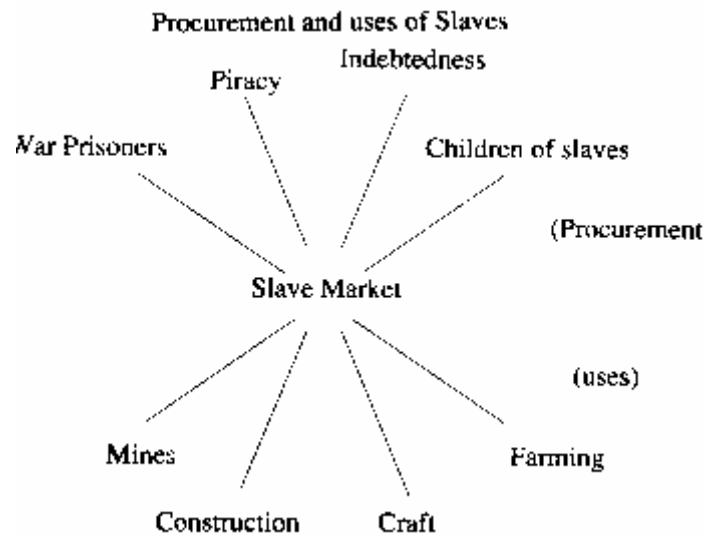 Procurement and uses of Slaves
Indebtedness
Piracy
War Prisoners
Children of slaves
(Procurement
Slave Market
(uses)
Mines
Farming
Construction
Craft